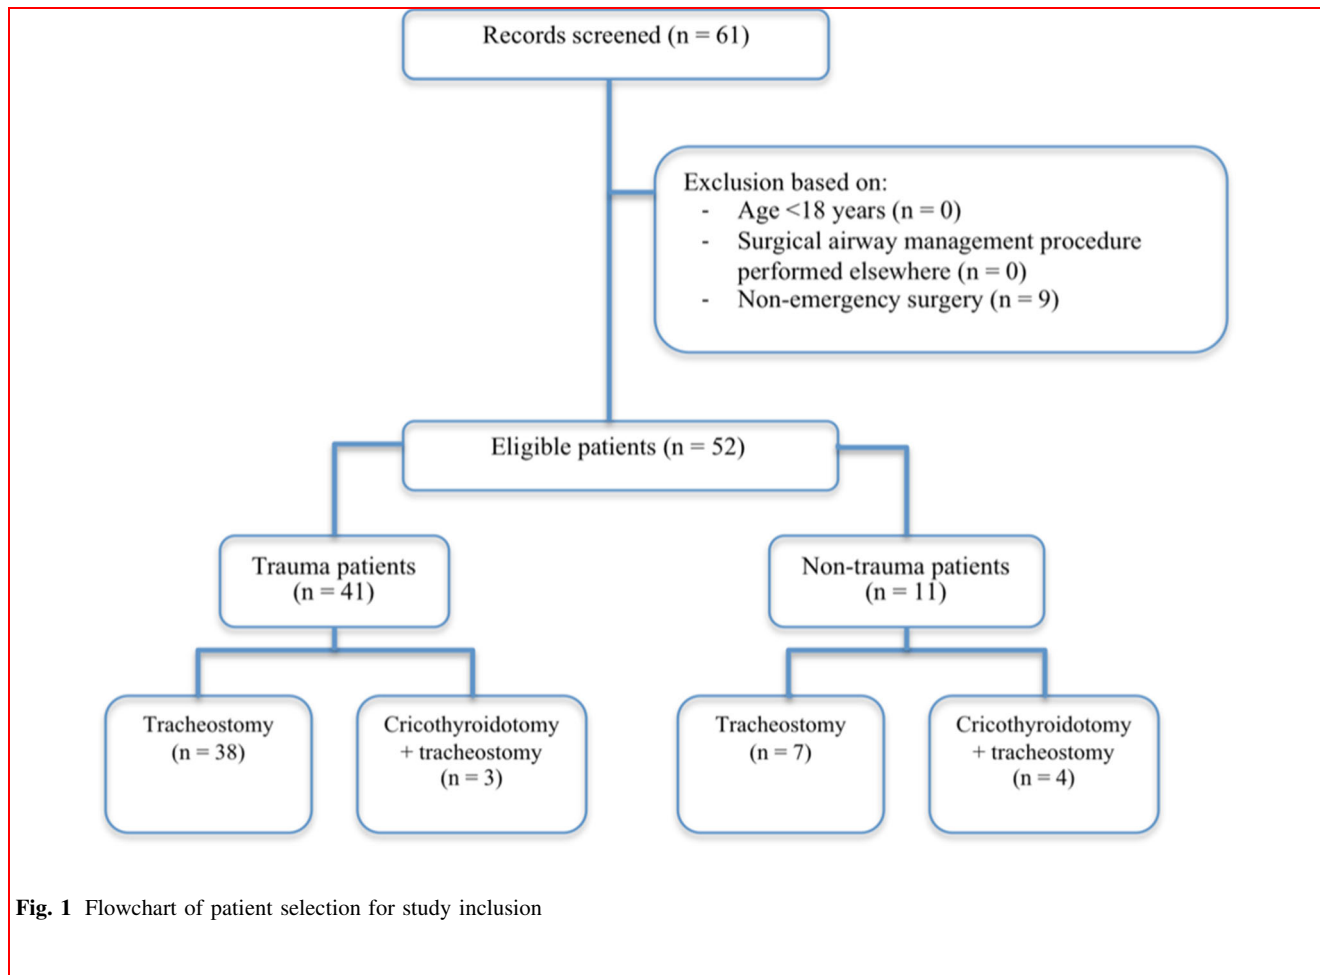 Records screened (n = 61)
Exclusion based on:
- Age <18 years (n = 0)
- Surgical airway management procedure
performed elsewhere (n = 0)
- Non-emergency surgery (n = 9)
Eligible patients (n = 52)
Trauma patients
(n = 41)
Non-trauma patients
(n = 11)
Tracheostomy
(n = 38)
Cricothyroidotomy
+ tracheostomy
(n = 3)
Tracheostomy
(n = 7)
Cricothyroidotomy
+ tracheostomy
(n = 4)
Fig. 1 Flowchart of patient selection for study inclusion